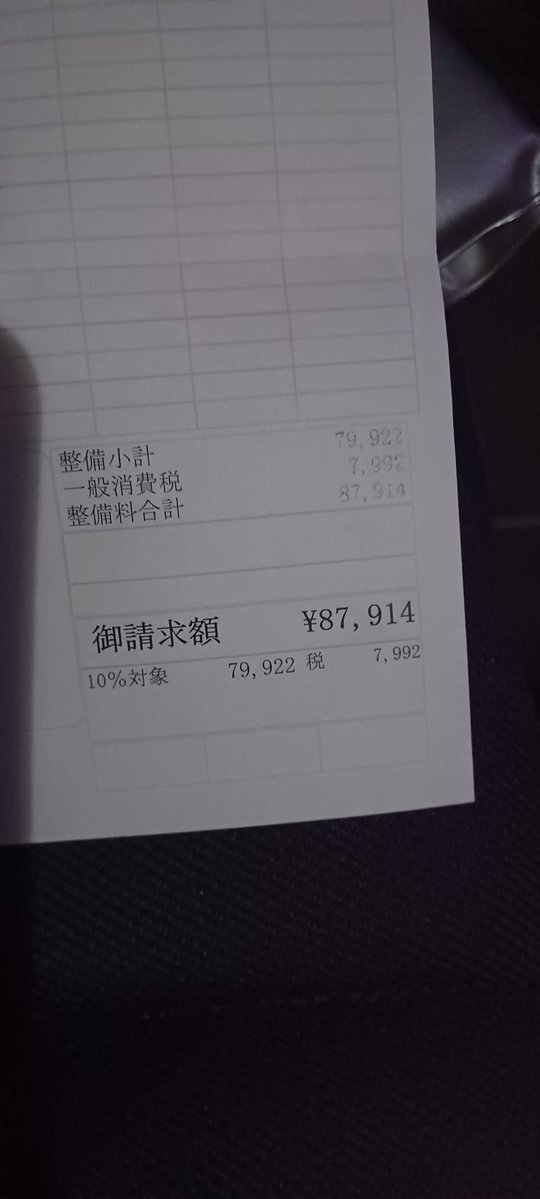 整備小計 79,922
一般消費税 7,992
整備料合計 87,914
御請求額 ¥87,914
10%対象 79,922 税 7,992